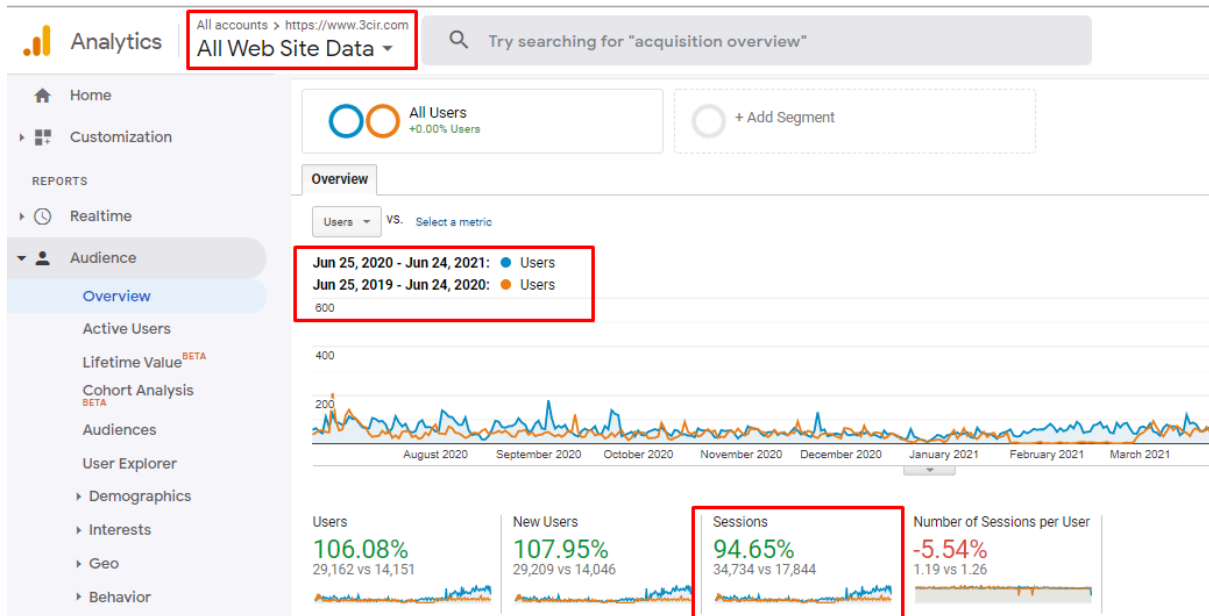 Analytics
All accounts > https://www.3cir.com
All Web Site Data
Try searching for "acquisition overview"
Home
Customization
REPORTS
Realtime
Audience
Overview
Active Users
Lifetime Value BETA
Cohort Analysis
BETA
Audiences
User Explorer
Demographics
Interests
Geo
Behavior
All Users
+0.00% Users
+ Add Segment
Overview
Users VS. Select a metric
Jun 25, 2020 - Jun 24, 2021: Users
Jun 25, 2019 - Jun 24, 2020: Users
600
400
200
August 2020 September 2020 October 2020 November 2020 December 2020 January 2021 February 2021 March 2021
Users
106.08%
29,162 vs 14,151
New Users
107.95%
29,209 vs 14,046
Sessions
94.65%
34,734 vs 17,844
Number of Sessions per User
-5.54%
1.19 vs 1.26